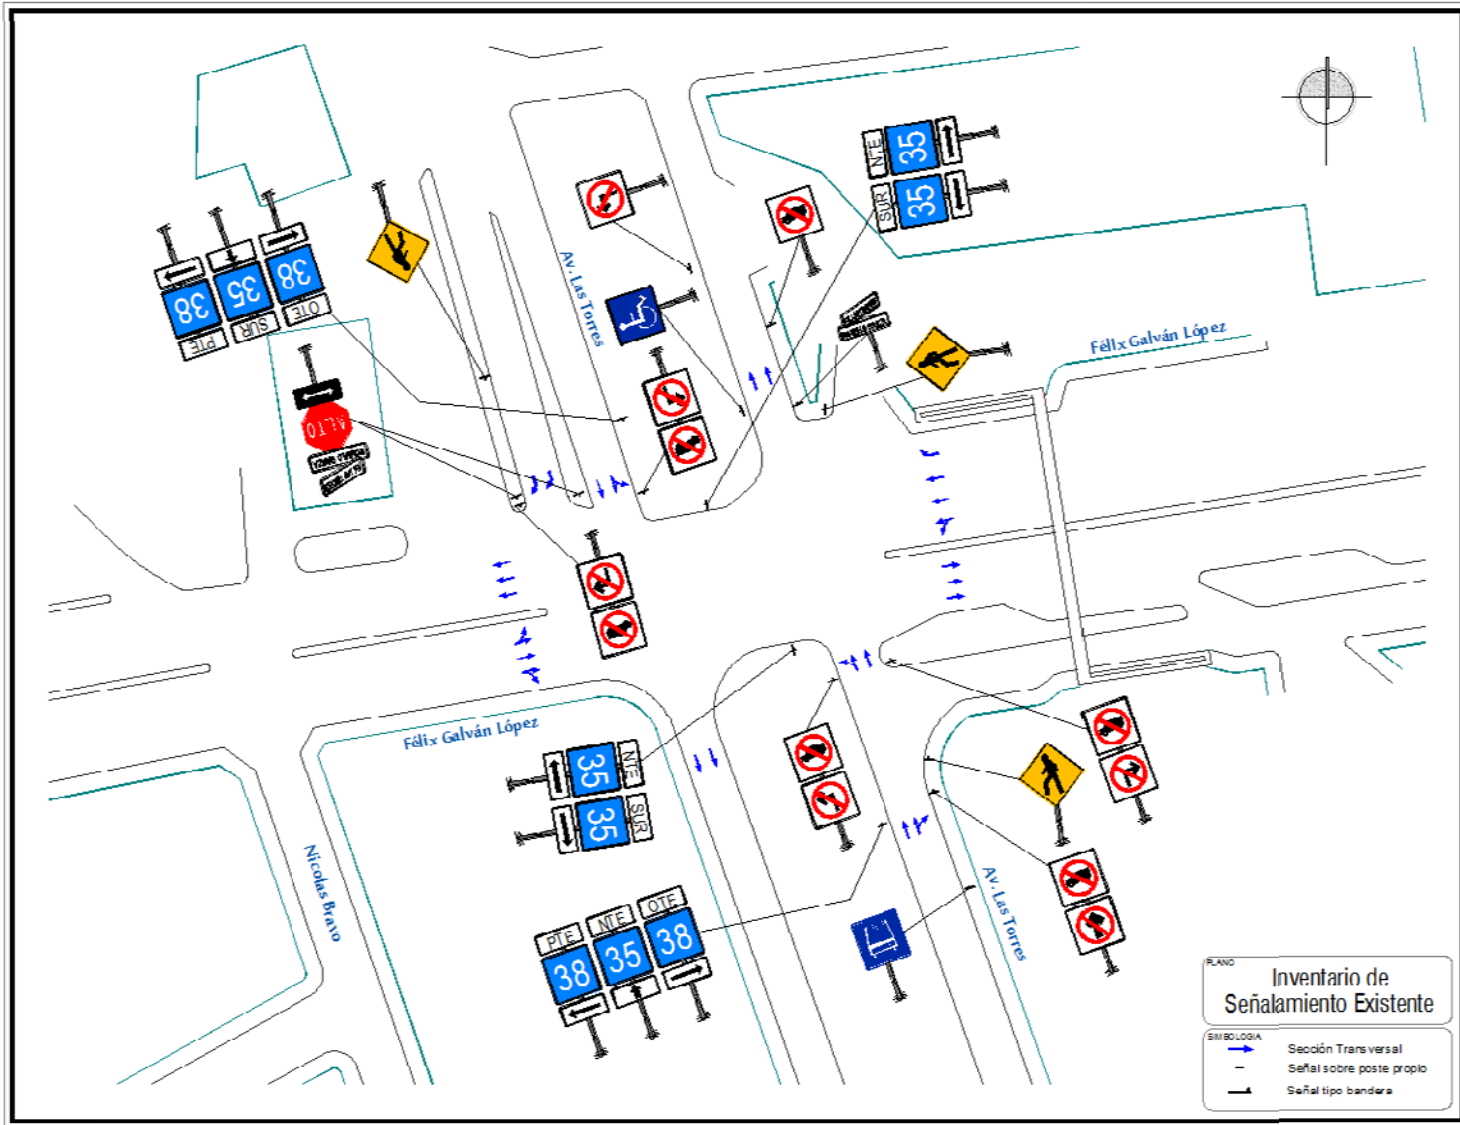 NTE
35
SUR
35
38
35
38
PTE
SUR
OTE
ALTO
Av. Las Torres
Félix Galván López
Félix Galván López
NTE
35
SUR
35
Nicolas Bravo
PTE
NTE
OTE
38
35
38
Av. Las Torres
PLANO
Inventario de
Señalamiento Existente
SIMBOLOGIA
Sección Transversal
Señal sobre poste propio
Señal tipo bandera